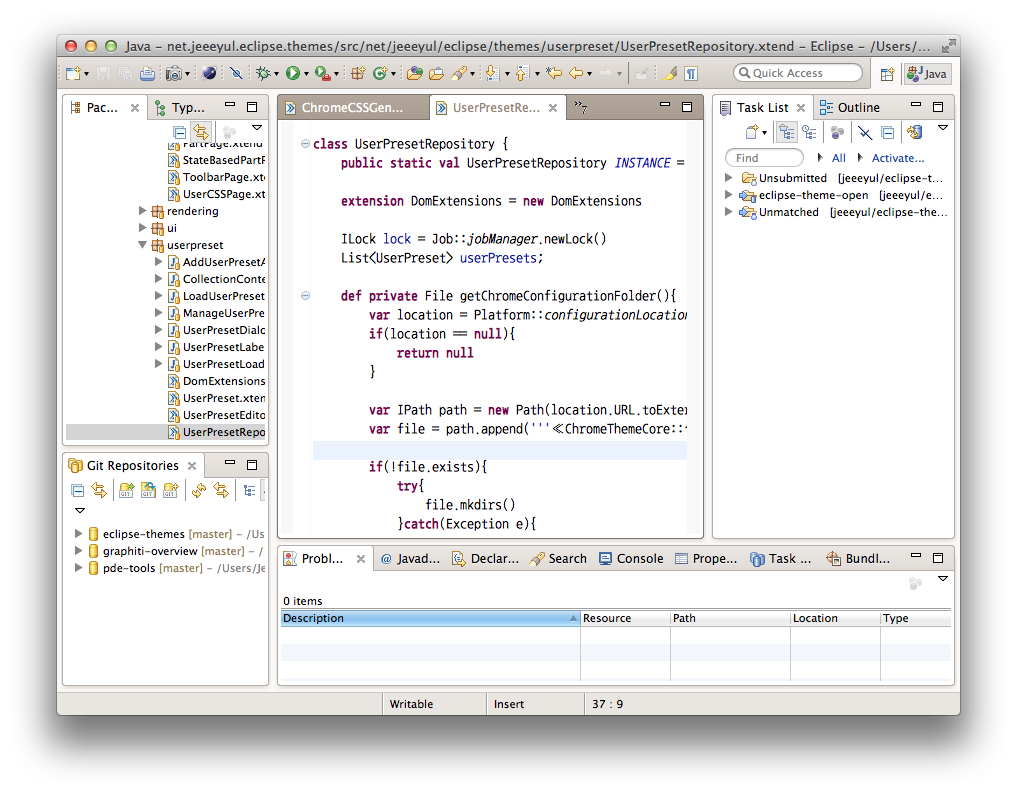 Java – net.jeeeyul.eclipse.themes/src/net/jeeeyul/eclipse/themes/userpreset/UserPresetRepository.xtend – Eclipse – /Users/...
Quick Access
Java
Pac...
Typ...
PartPage.xtend
StateBasedPartP
ToolbarPage.xte
UserCSSPage.xt
rendering
ui
userpreset
AddUserPresetA
CollectionConte
LoadUserPreset
ManageUserPre
UserPresetDialo
UserPresetLabe
UserPresetLoad
DomExtensions
UserPreset.xten
UserPresetEdito
UserPresetRepo
Git Repositories
eclipse-themes [master] – /Us
graphiti-overview [master] – /
pde-tools [master] – /Users/Je
ChromeCSSGen...
UserPresetRe...
»7
class UserPresetRepository {
public static val UserPresetRepository INSTANCE =
extension DomExtensions = new DomExtensions
ILock lock = Job::jobManager.newLock()
List<UserPreset> userPresets;
def private File getChromeConfigurationFolder(){
var location = Platform::configurationLocation
if(location == null){
return null
}
var IPath path = new Path(location.URL.toExter
var file = path.append('''≪ChromeThemeCore::
if(!file.exists){
try{
file.mkdirs()
}catch(Exception e){
Task List
Outline
Find
All
Activate...
Unsubmitted [jeeeyul/eclipse-t...
eclipse-theme-open [jeeeyul/e...
Unmatched [jeeeyul/eclipse-the...
Probl...
@ Javad...
Declar...
Search
Console
Prope...
Task ...
Bundl...
0 items
Description
Resource
Path
Location
Type
Writable
Insert
37 : 9